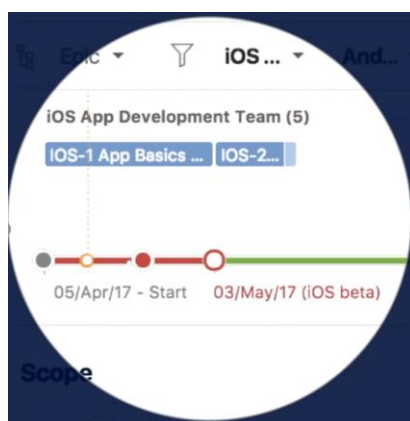 Epic iOS ... And...
iOS App Development Team (5)
IOS-1 App Basics ... IOS-2...
05/Apr/17 - Start 03/May/17 (iOS beta)
Scope